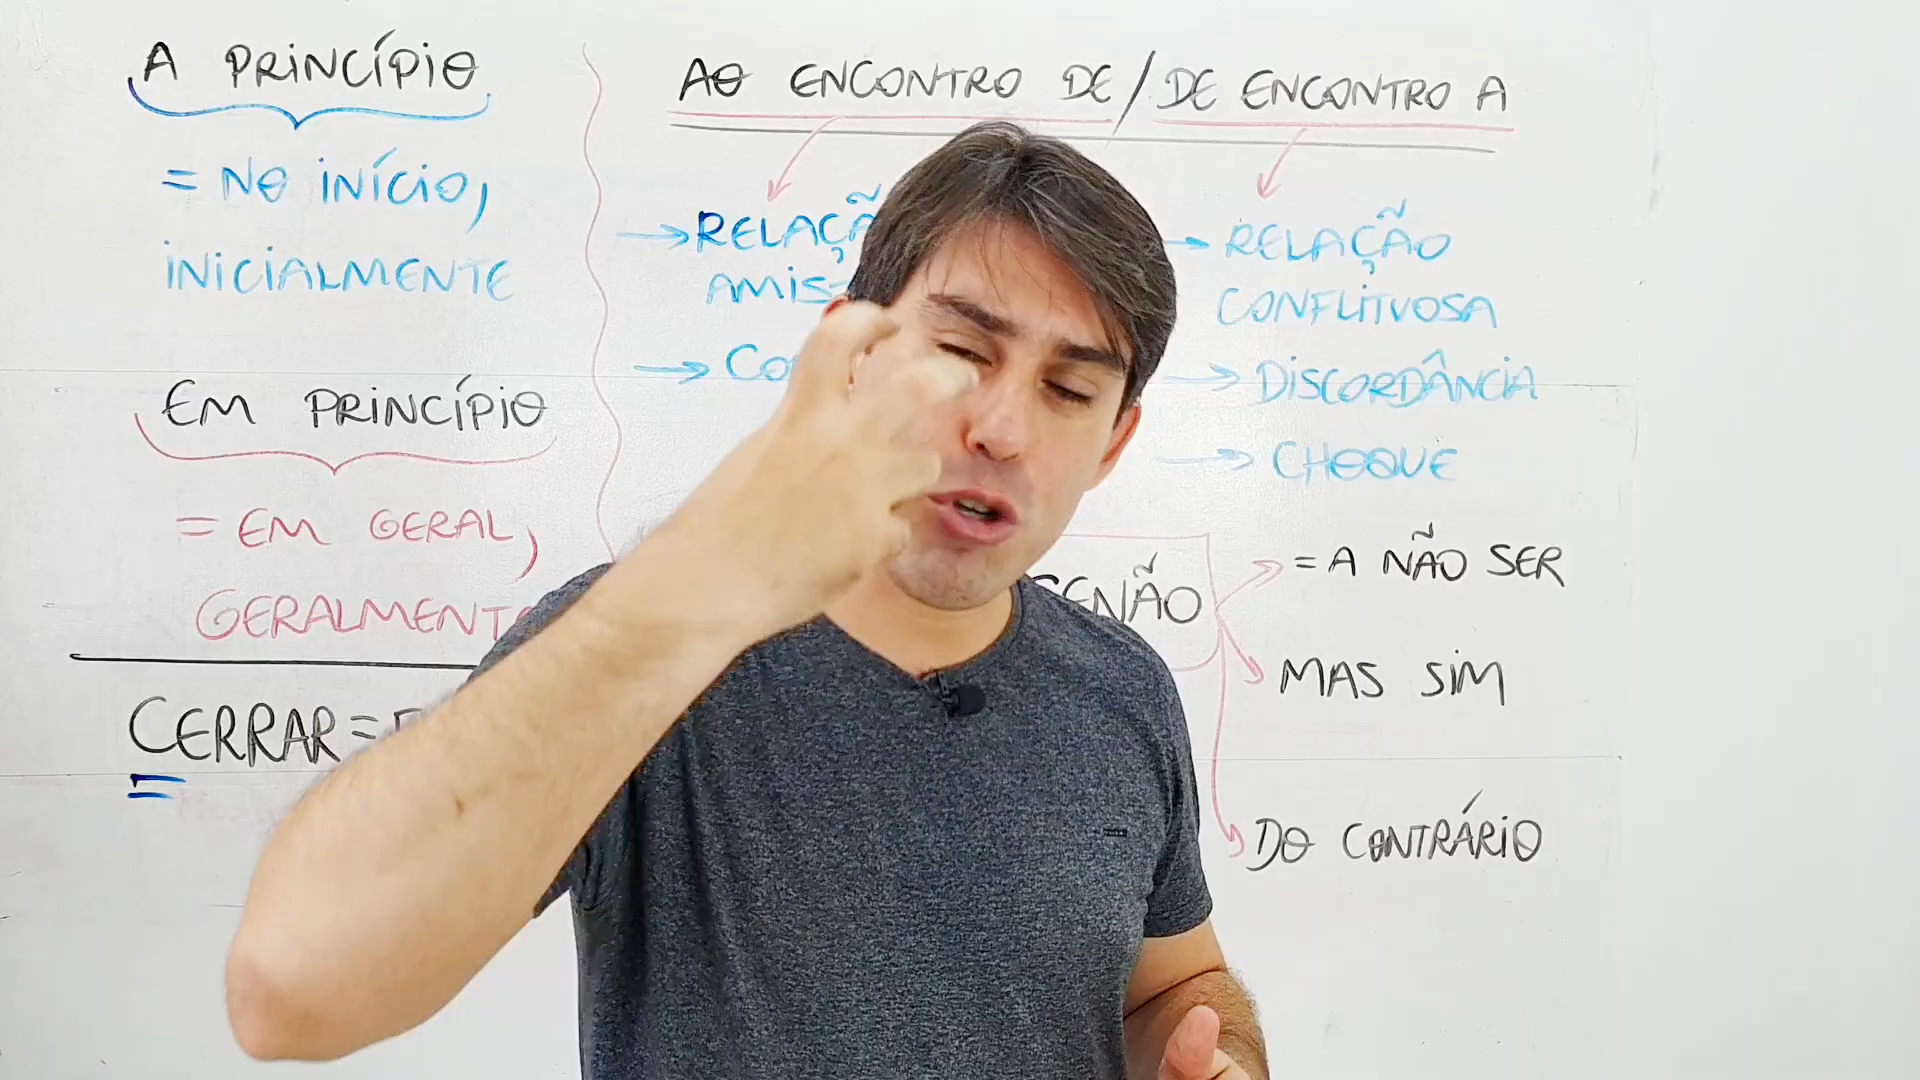 A PRINCÍPIO
= NO INÍCIO,
INICIALMENTE
EM PRINCÍPIO
= EM GERAL,
CERRAR =
AO ENCONTRO DE / DE ENCONTRO A
→ RELAÇÃO
CONFLITUOSA
→ DISCORDÂNCIA
→ CHOQUE
= A NÃO SER
MAS SIM
DO CONTRÁRIO